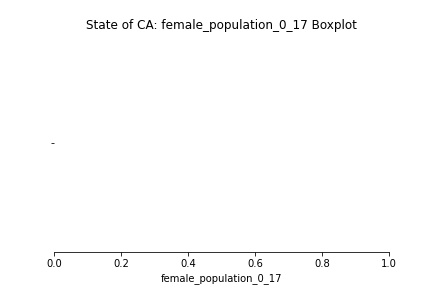 State of CA: female_population_0_17 Boxplot
-
0.0 0.2 0.4 0.6 0.8 1.0
female_population_0_17